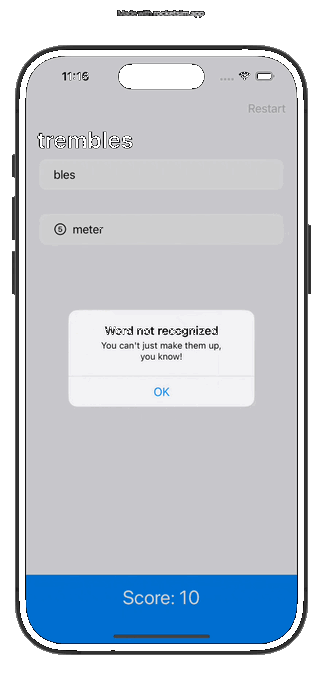 Made with rocketsim.app
11:16
Restart
trembles
bles
5 meter
Word not recognized
You can't just make them up,
you know!
OK
Score: 10